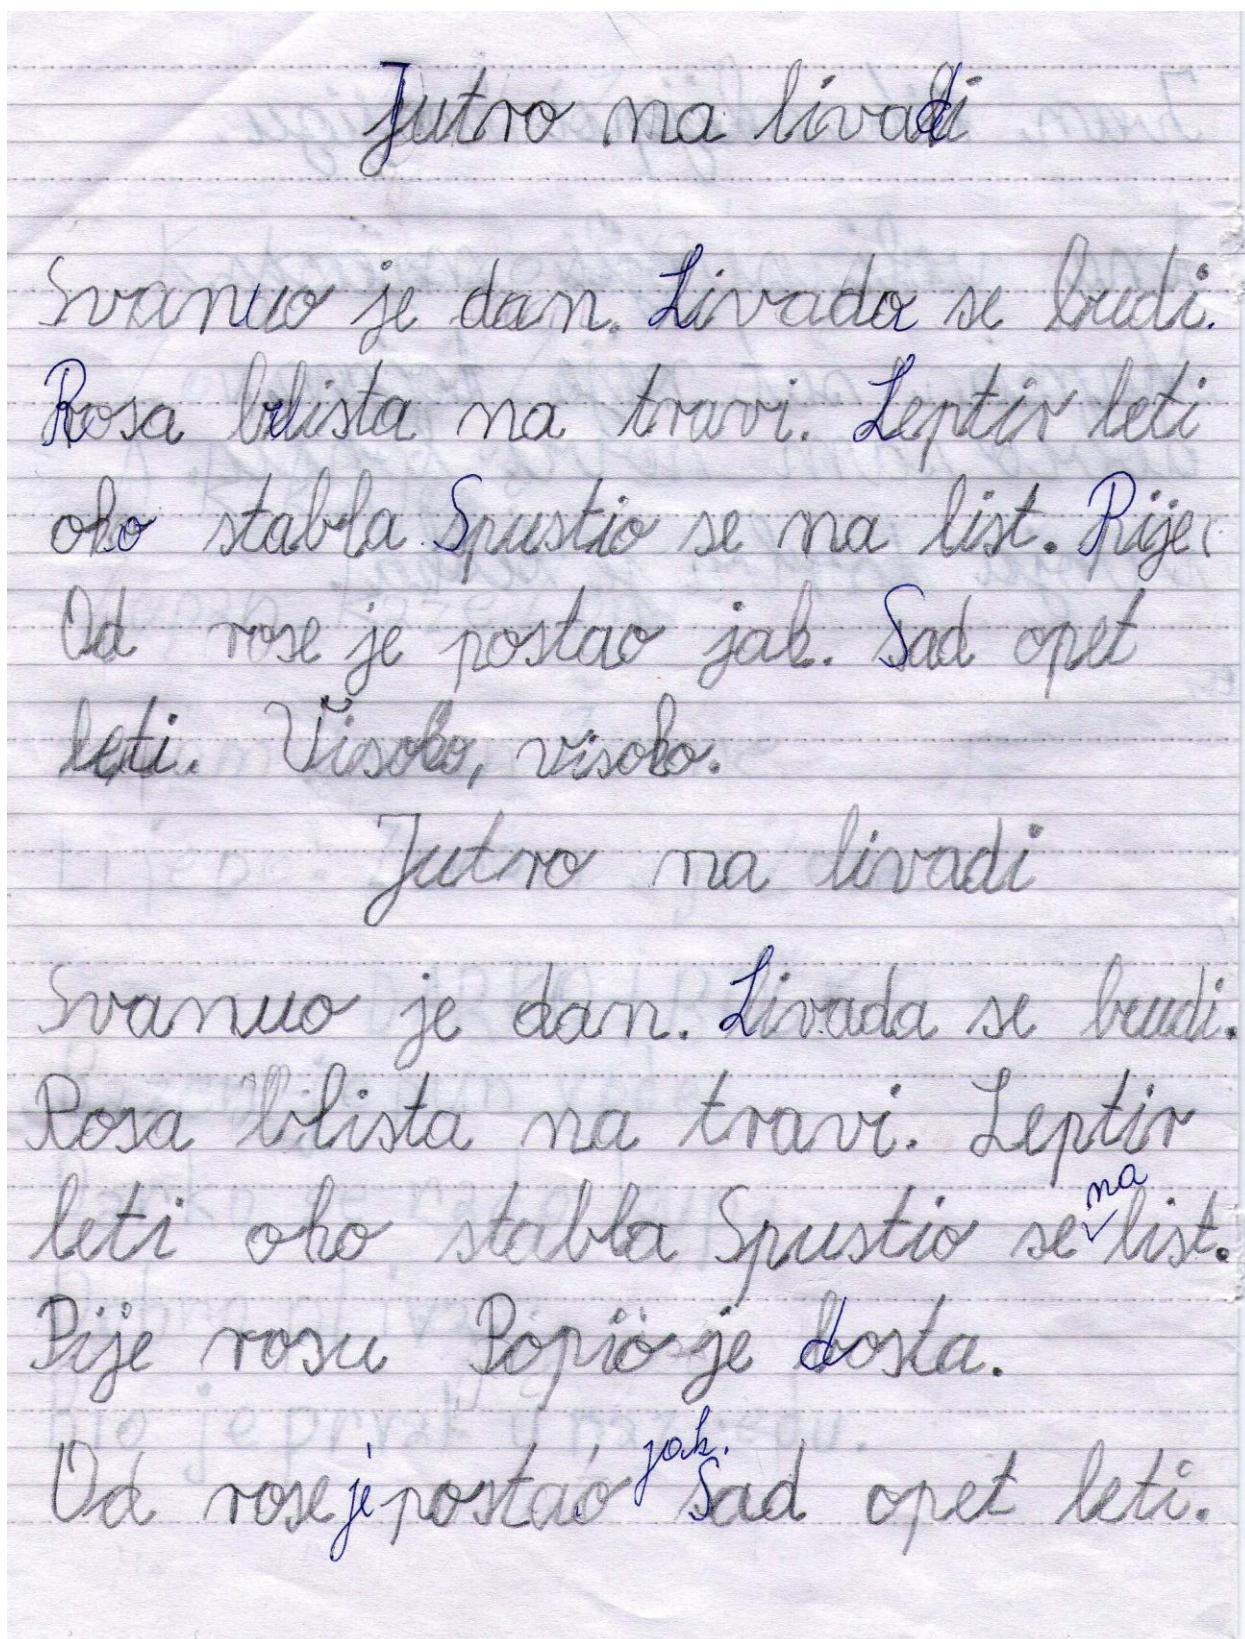 Jutro na livadi
Svanuo je dan. Livada se budi.
Rosa blista na travi. Leptir leti
oko stabla. Spustio se na list. Pije
Od rose je postao jak. Sad opet
leti. Visoko, visoko.
Jutro na livadi
Svanuo je dan. Livada se budi.
Rosa blista na travi. Leptir
leti oko stabla Spustio se na list.
Pije rosu Popio je dosta.
Od rose je postao jak. Sad opet leti.